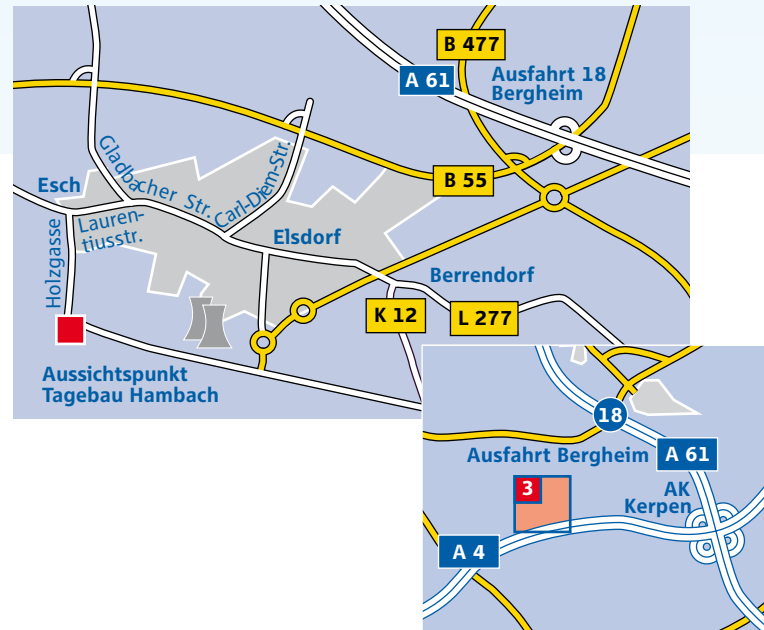 B 477
A 61
Ausfahrt 18
Bergheim
Gladbacher Str.
Carl-Diem-Str.
B 55
Esch
Lauren-
tiusstr.
Holzgasse
Elsdorf
Berrendorf
K 12
L 277
Aussichtspunkt
Tagebau Hambach
18
Ausfahrt Bergheim
A 61
3
AK
Kerpen
A 4